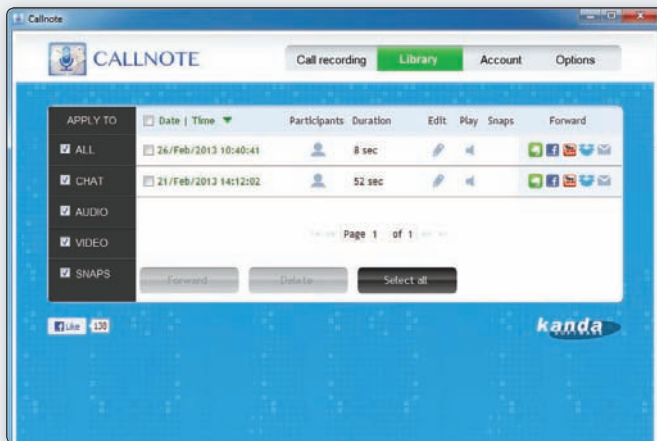 Callnote
CALLNOTE
Call recording Library Account Options
APPLY TO
ALL
CHAT
AUDIO
VIDEO
SNAPS
Date | Time Participants Duration Edit Play Snaps Forward
26/Feb/2013 10:40:41 8 sec
21/Feb/2013 14:12:02 52 sec
Page 1 of 1
Forward Delete Select all
Like 138
kanda
SOFTWARE